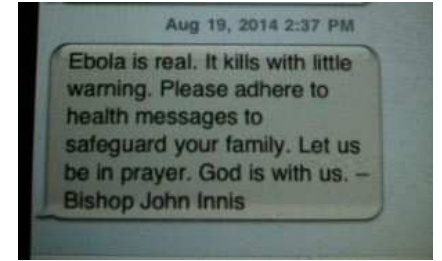 Aug 19, 2014 2:37 PM
Ebola is real. It kills with little
warning. Please adhere to
health messages to
safeguard your family. Let us
be in prayer. God is with us. –
Bishop John Innis